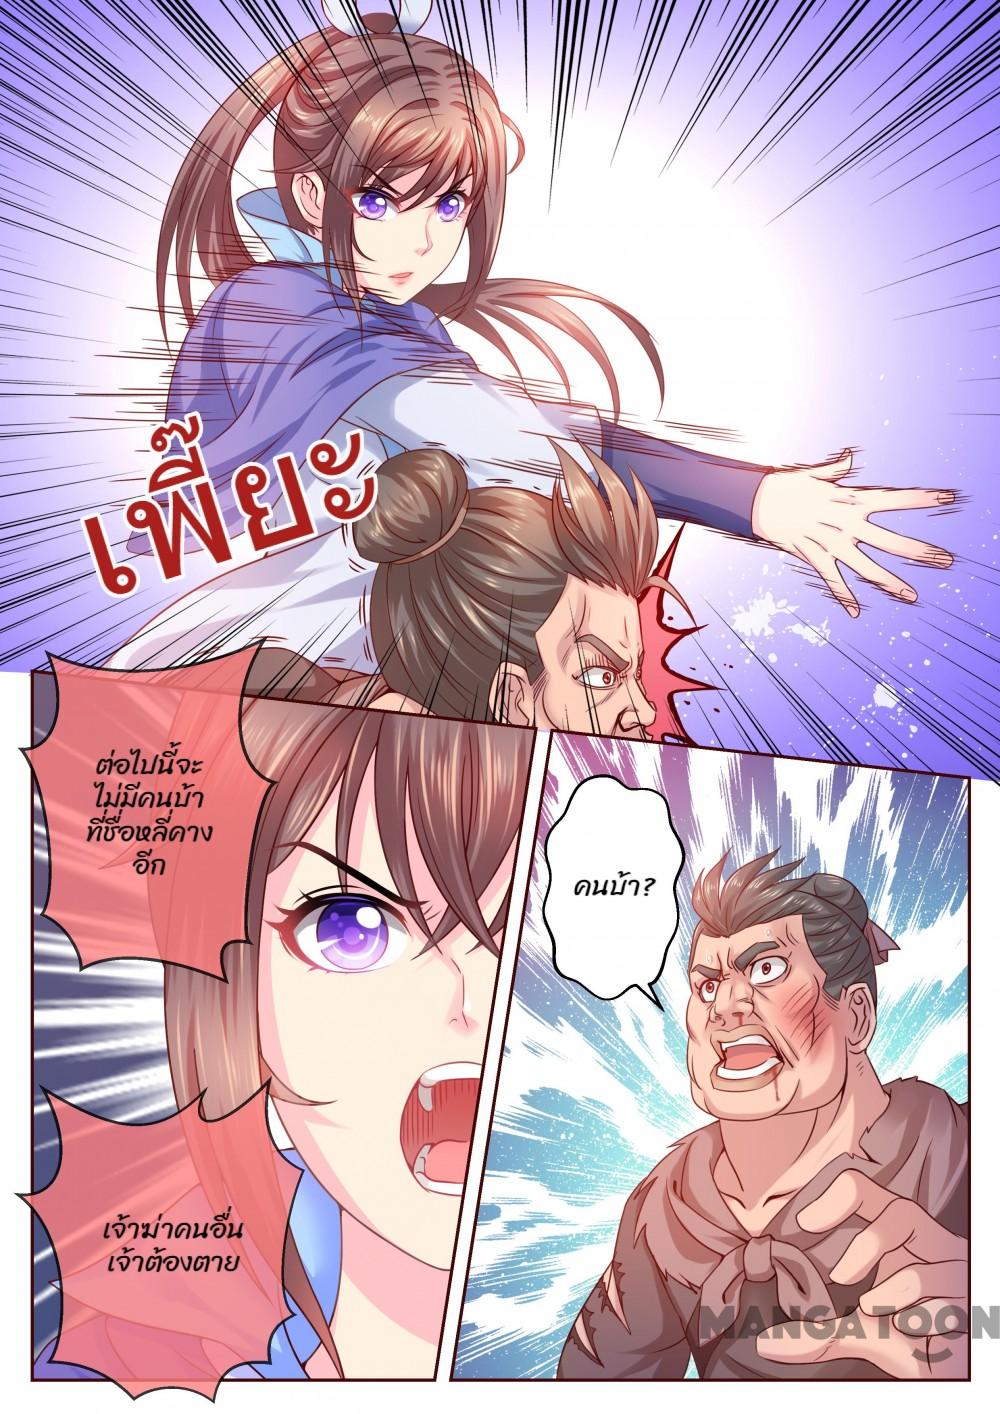 เพี๊ยะ
ต่อไปนี้จะ
ไม่มีคนบ้า
ที่ชื่อหลี่คาง
อีก
คนบ้า?
เจ้าฆ่าคนอื่น
เจ้าต้องตาย
MANGATOON